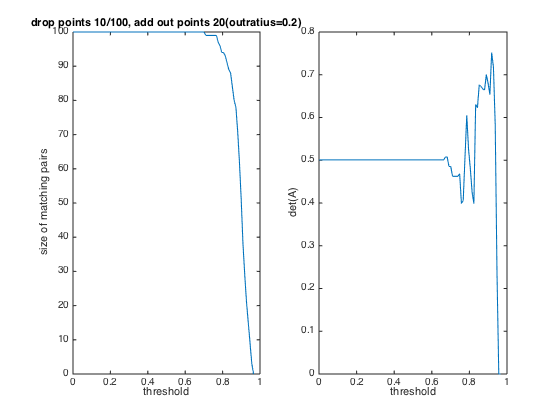 drop points 10/100, add out points 20(outratius=0.2)
100
90
80
70
60
50
40
30
20
10
0
size of matching pairs
0 0.2 0.4 0.6 0.8 1
threshold
0.8
0.7
0.6
0.5
0.4
0.3
0.2
0.1
0
det(A)
0 0.2 0.4 0.6 0.8 1
threshold